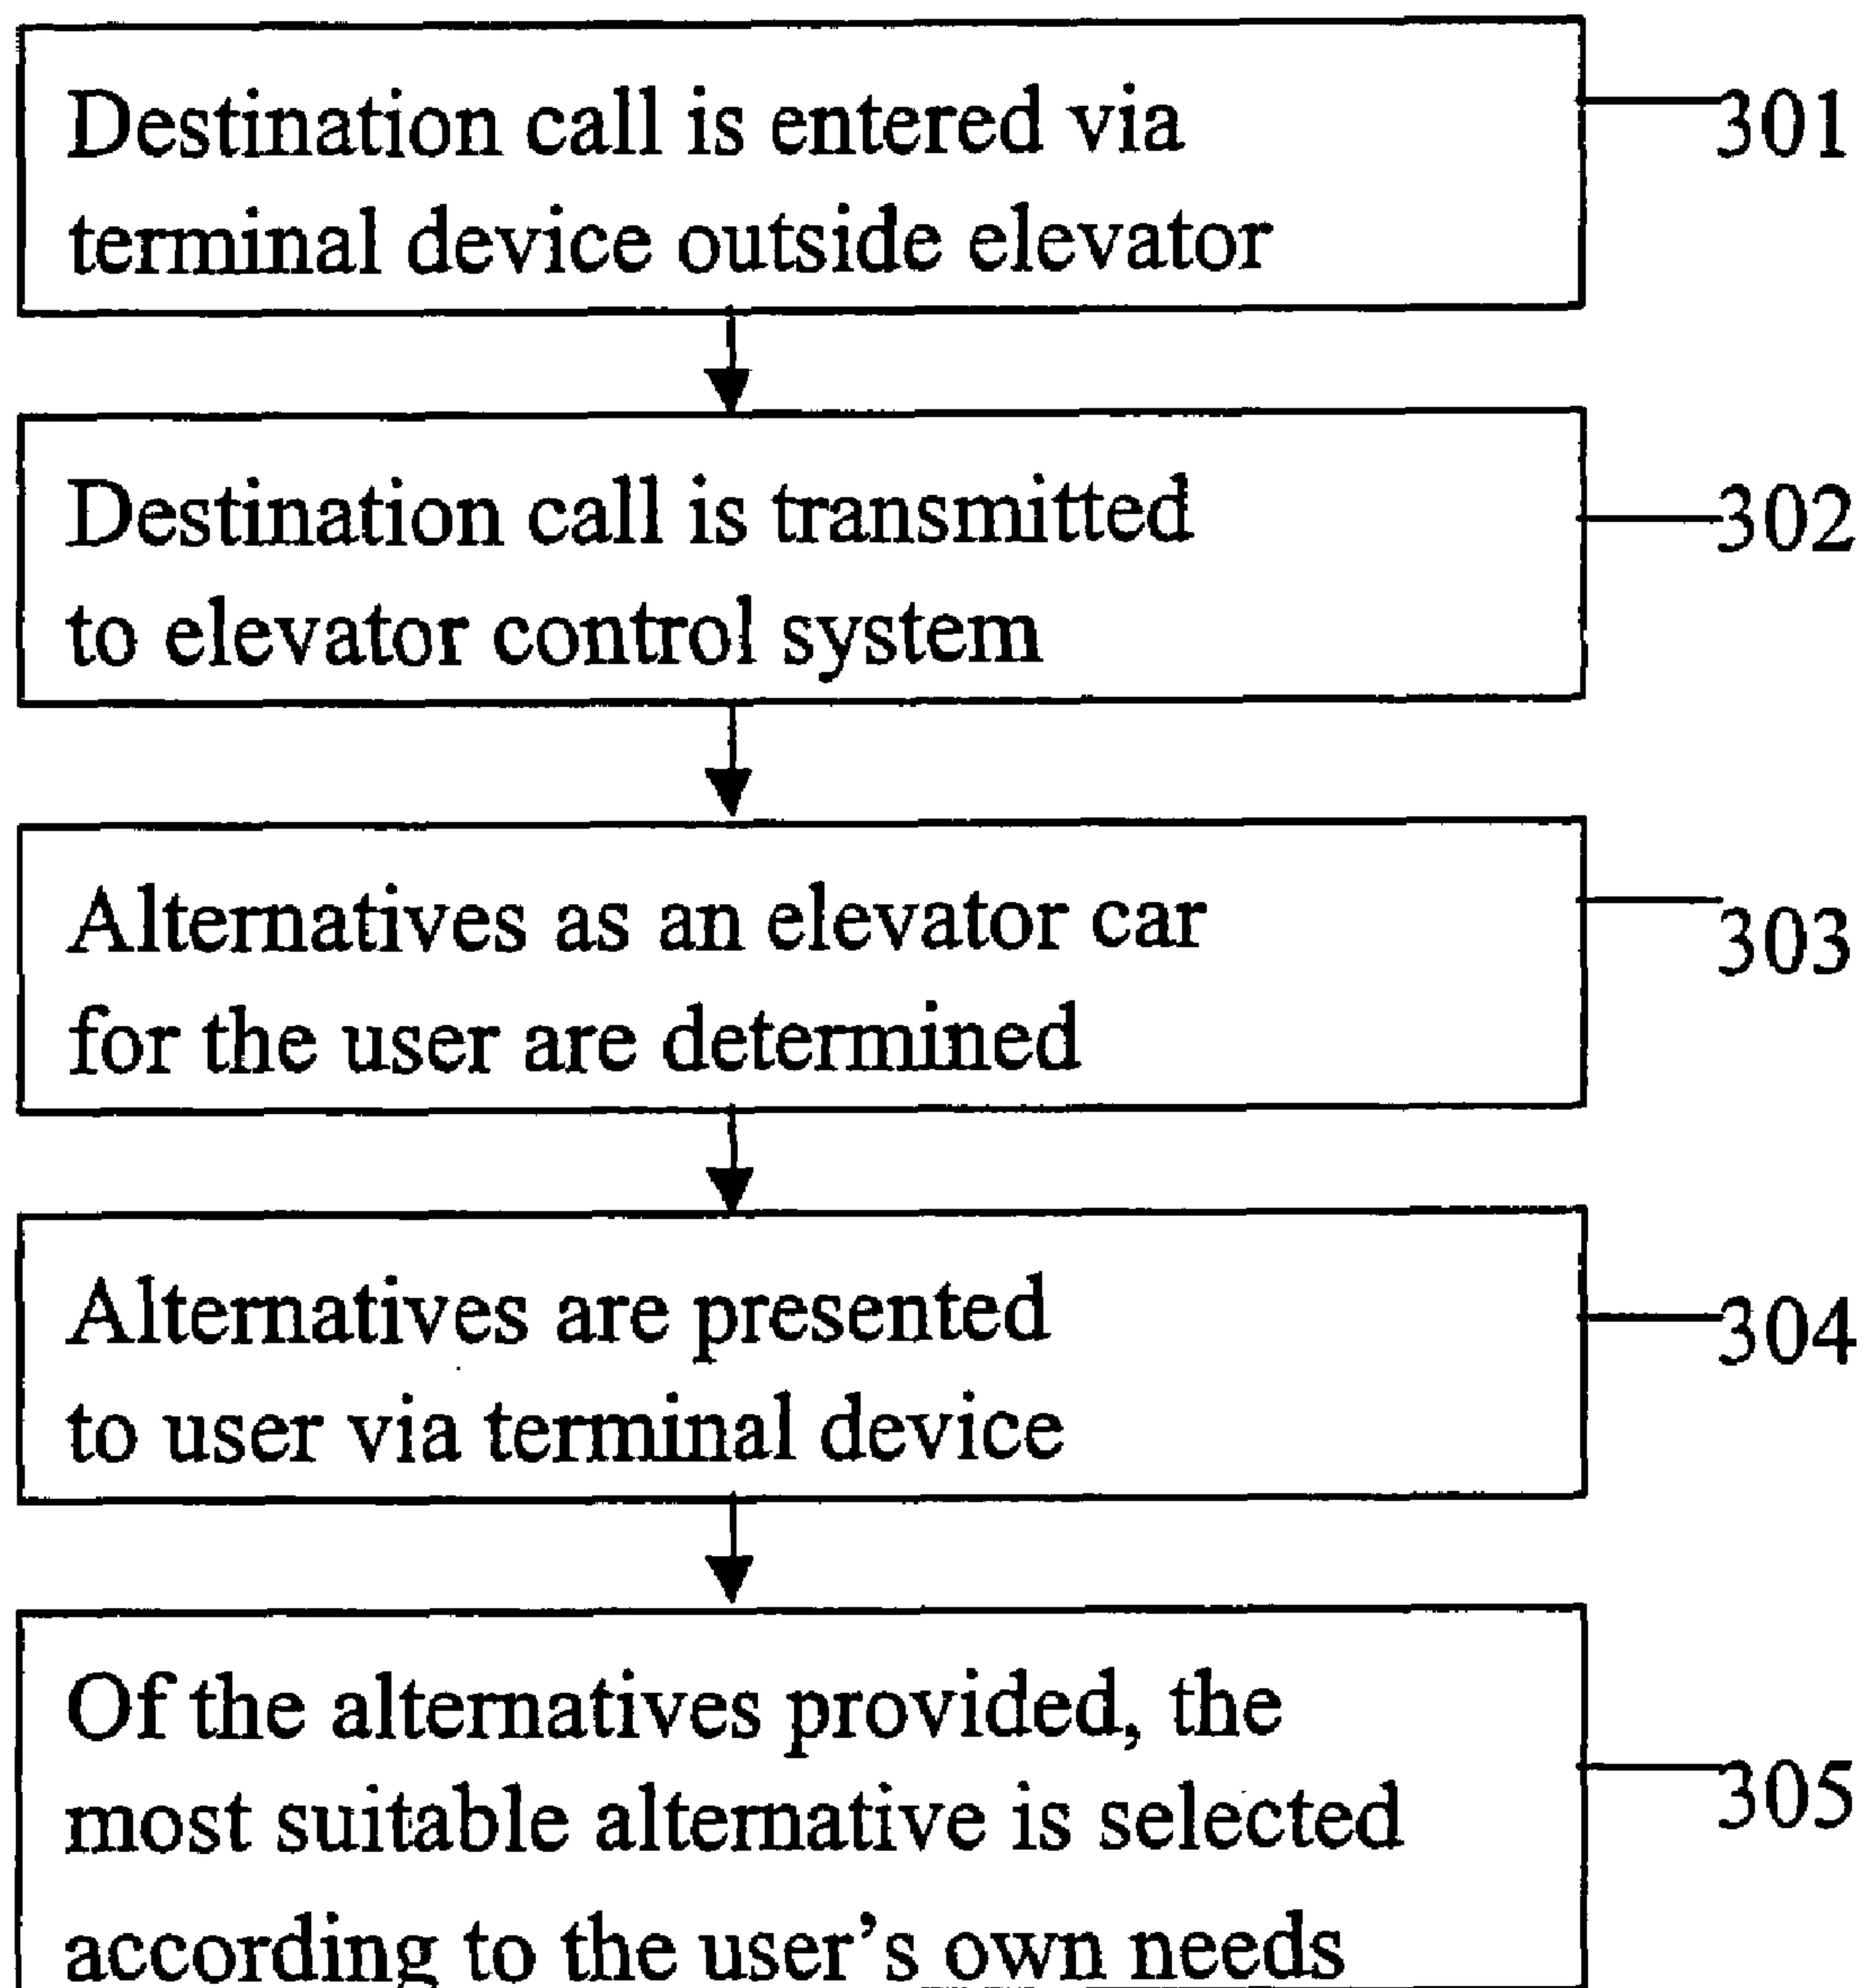 Destination call is entered via
terminal device outside elevator
301
Destination call is transmitted
to elevator control system
302
Alternatives as an elevator car
for the user are determined
303
Alternatives are presented
to user via terminal device
304
Of the alternatives provided, the
most suitable alternative is selected
according to the user's own needs
305